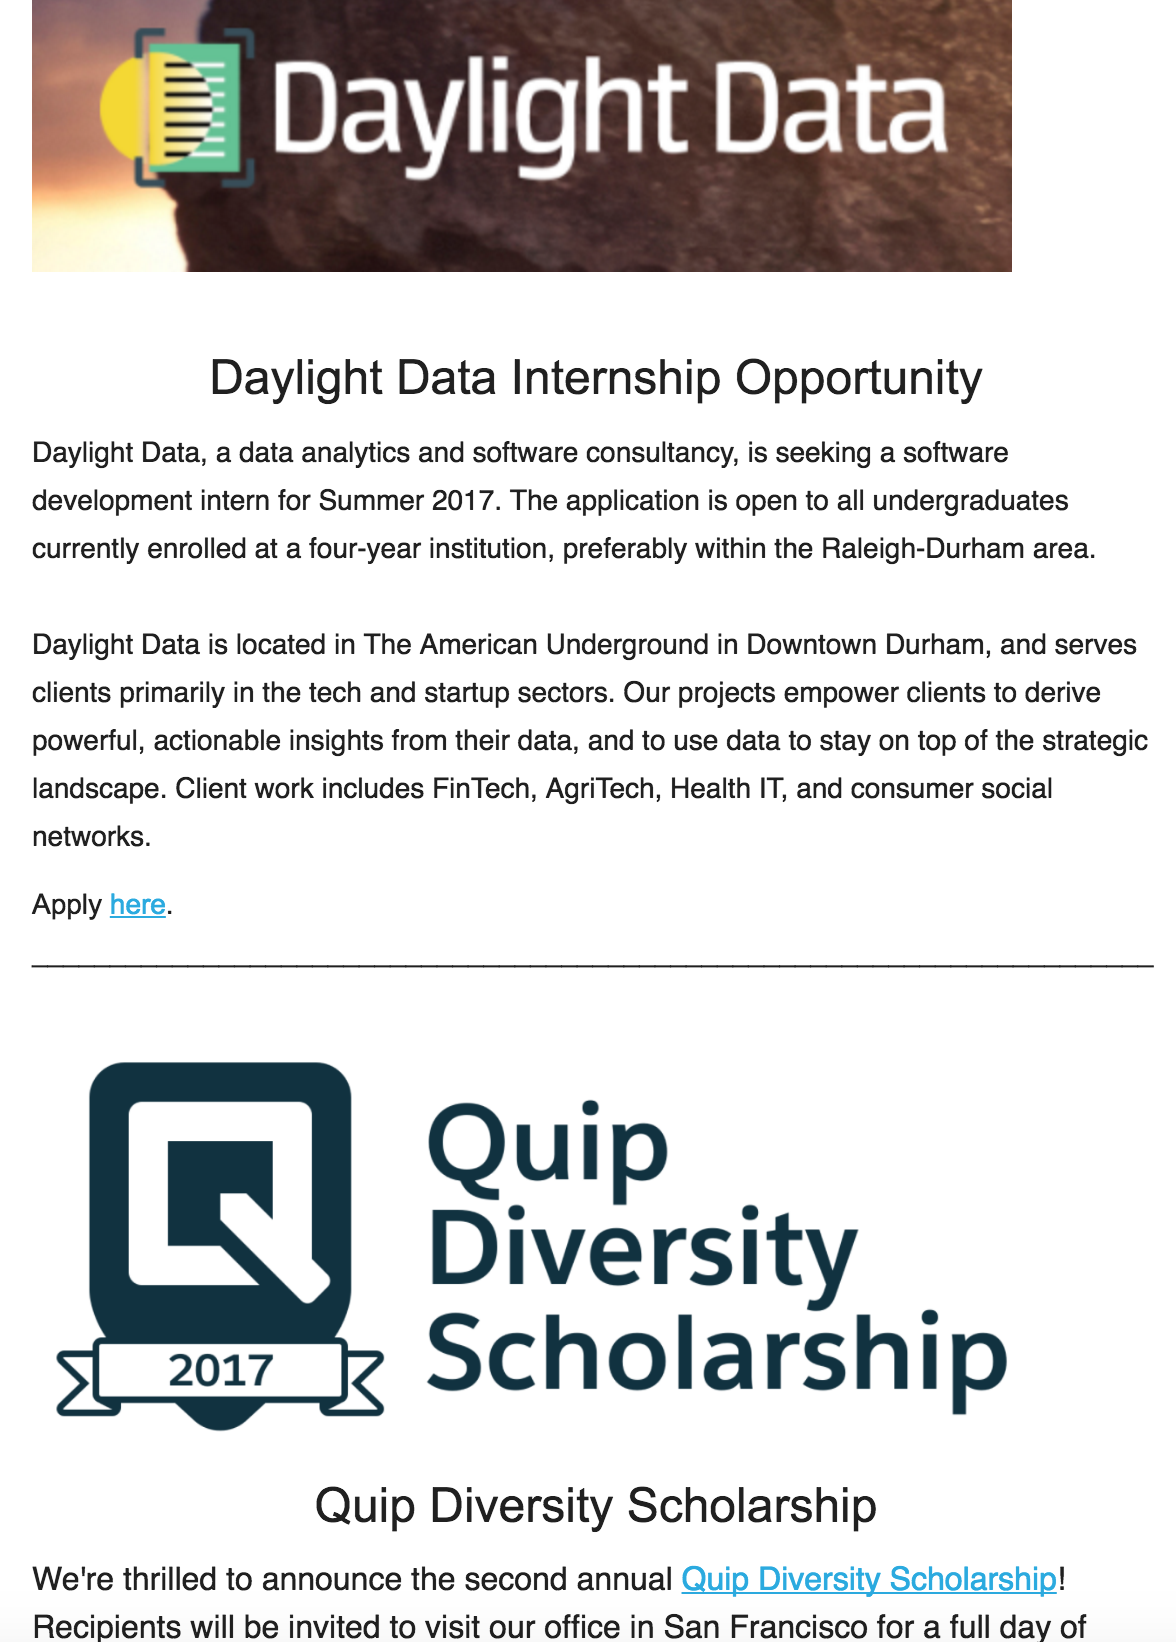 Daylight Data
Daylight Data Internship Opportunity
Daylight Data, a data analytics and software consultancy, is seeking a software
development intern for Summer 2017. The application is open to all undergraduates
currently enrolled at a four-year institution, preferably within the Raleigh-Durham area.
Daylight Data is located in The American Underground in Downtown Durham, and serves
clients primarily in the tech and startup sectors. Our projects empower clients to derive
powerful, actionable insights from their data, and to use data to stay on top of the strategic
landscape. Client work includes FinTech, AgriTech, Health IT, and consumer social
networks.
Apply here.
2017
Quip
Diversity
Scholarship
Quip Diversity Scholarship
We're thrilled to announce the second annual Quip Diversity Scholarship!
Recipients will be invited to visit our office in San Francisco for a full day of